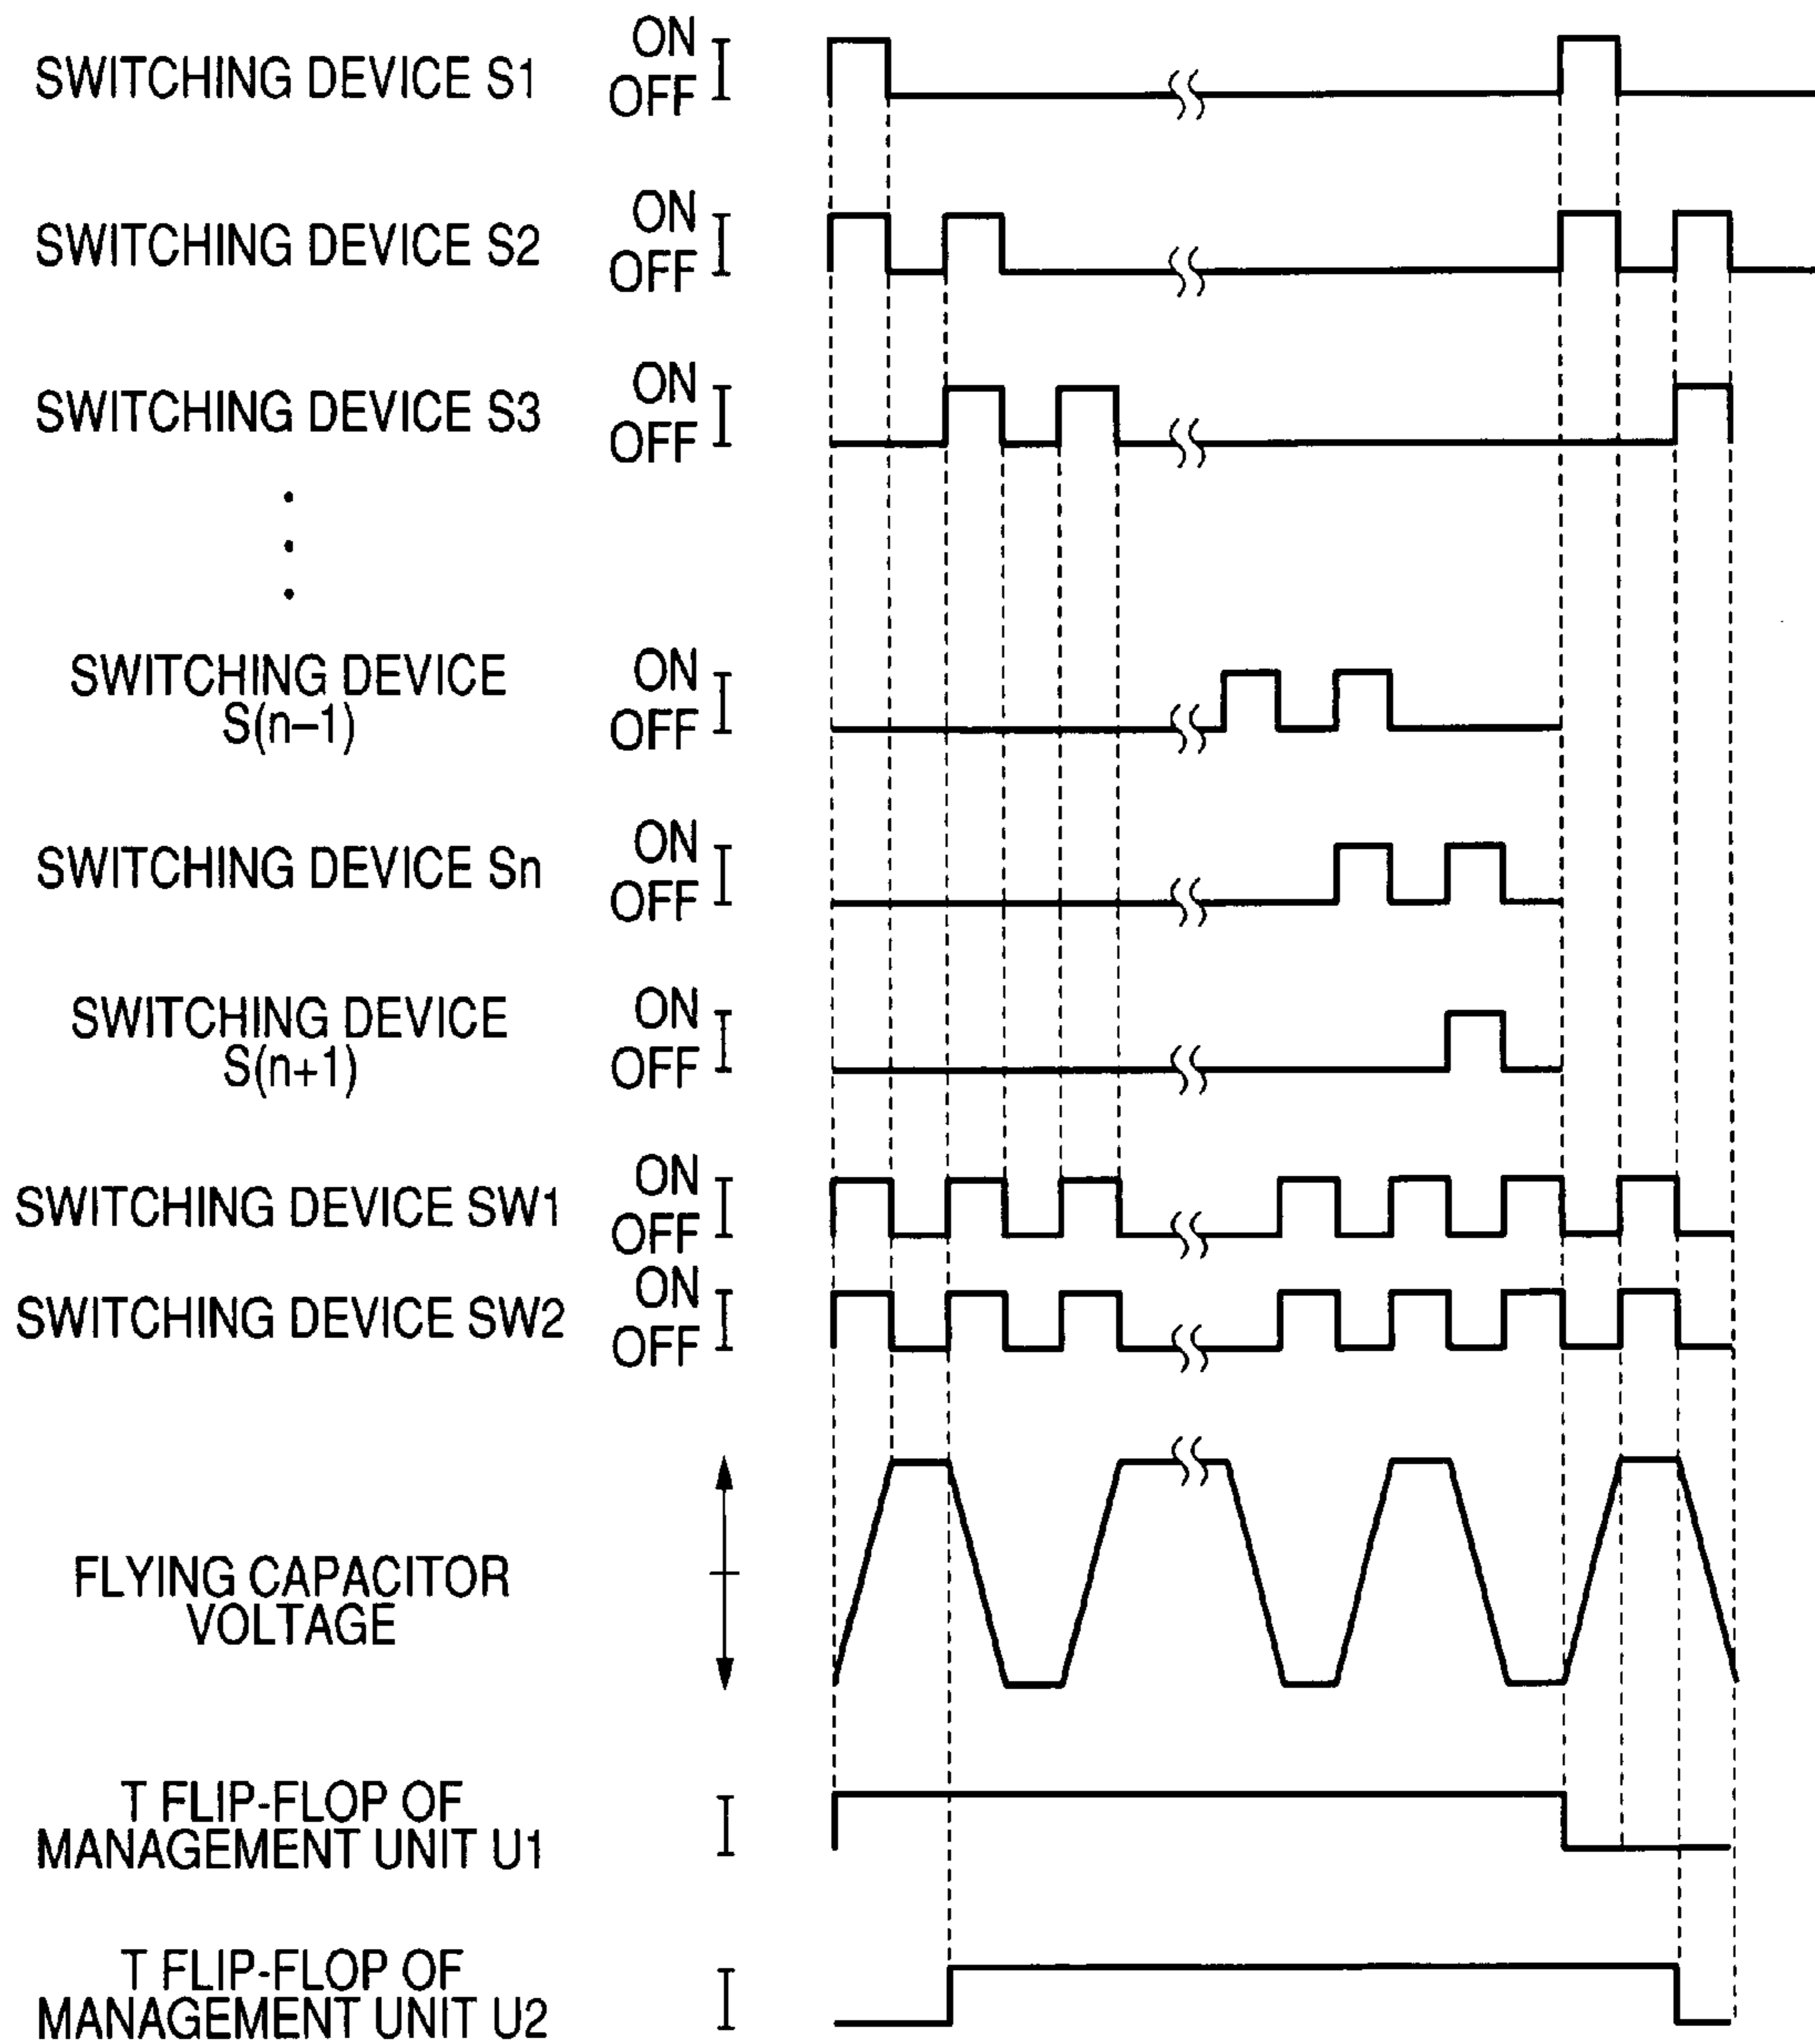 SWITCHING DEVICE S1
ON
OFF
SWITCHING DEVICE S2
ON
OFF
SWITCHING DEVICE S3
ON
OFF
SWITCHING DEVICE
S(n–1)
ON
OFF
SWITCHING DEVICE Sn
ON
OFF
SWITCHING DEVICE
S(n+1)
ON
OFF
SWITCHING DEVICE SW1
ON
OFF
SWITCHING DEVICE SW2
ON
OFF
FLYING CAPACITOR
VOLTAGE
T FLIP-FLOP OF
MANAGEMENT UNIT U1
T FLIP-FLOP OF
MANAGEMENT UNIT U2